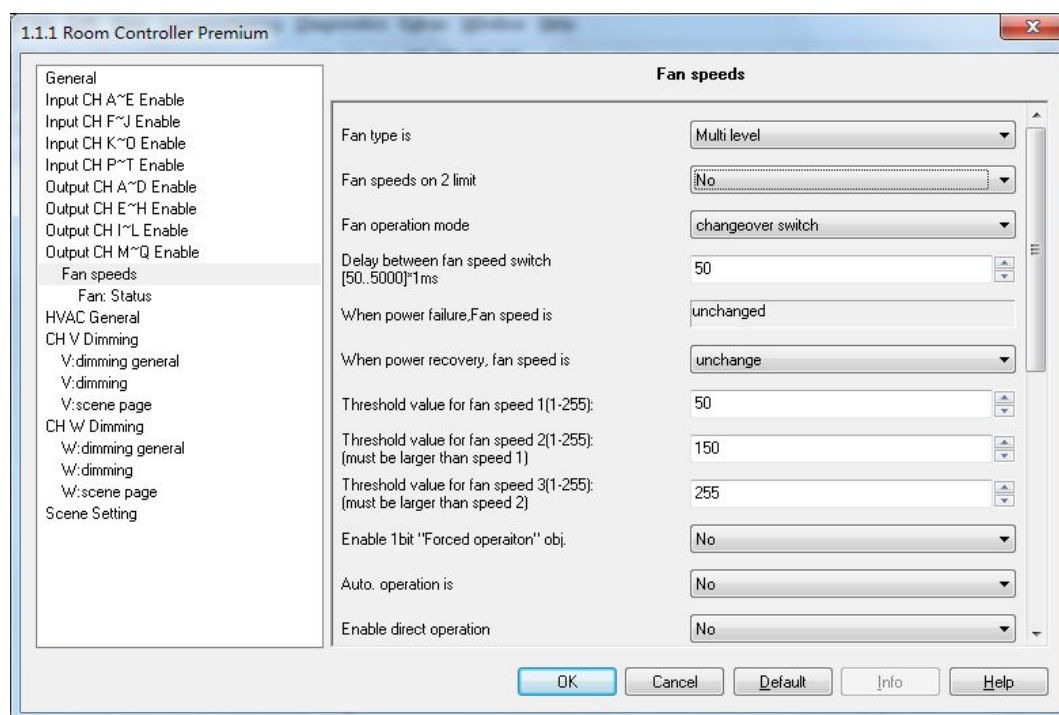 1.1.1 Room Controller Premium
General
Input CH A~E Enable
Input CH F~J Enable
Input CH K~O Enable
Input CH P~T Enable
Output CH A~D Enable
Output CH E~H Enable
Output CH I~L Enable
Output CH M~Q Enable
Fan speeds
Fan: Status
HVAC General
CH V Dimming
V:dimming general
V:dimming
V:scene page
CH W Dimming
W:dimming general
W:dimming
W:scene page
Scene Setting
Fan speeds
Fan type is
Multi level
Fan speeds on 2 limit
No
Fan operation mode
changeover switch
Delay between fan speed switch
[50..5000]*1ms
50
When power failure,Fan speed is
unchanged
When power recovery, fan speed is
unchange
Threshold value for fan speed 1(1-255):
50
Threshold value for fan speed 2(1-255):
(must be larger than speed 1)
150
Threshold value for fan speed 3(1-255):
(must be larger than speed 2)
255
Enable 1bit "Forced operaiton" obj.
No
Auto. operation is
No
Enable direct operation
No
OK
Cancel
Default
Info
Help